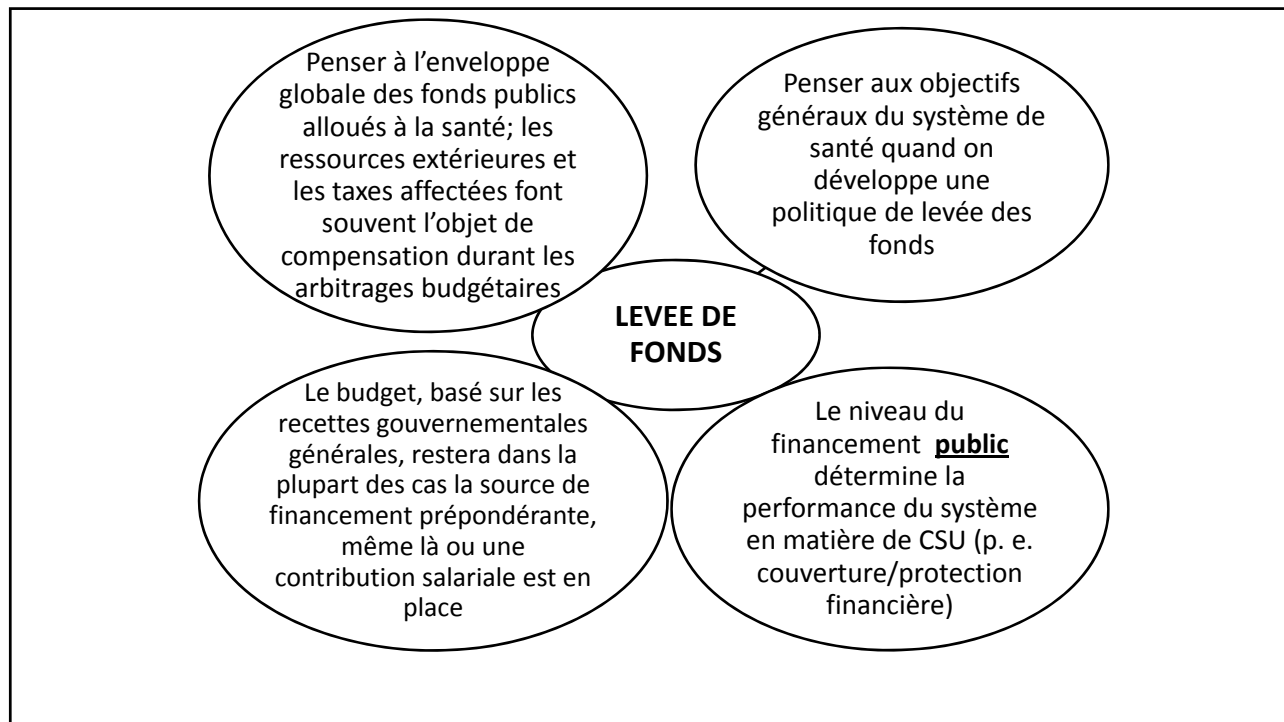 Penser à l’enveloppe
globale des fonds publics
alloués à la santé; les
ressources extérieures et
les taxes affectées font
souvent l’objet de
compensation durant les
arbitrages budgétaires
Penser aux objectifs
généraux du système de
santé quand on
développe une
politique de levée des
fonds
LEVEE DE
FONDS
Le budget, basé sur les
recettes gouvernementales
générales, restera dans la
plupart des cas la source de
financement prépondérante,
même là ou une
contribution salariale est en
place
Le niveau du
financement public
détermine la
performance du système
en matière de CSU (p. e.
couverture/protection
financière)